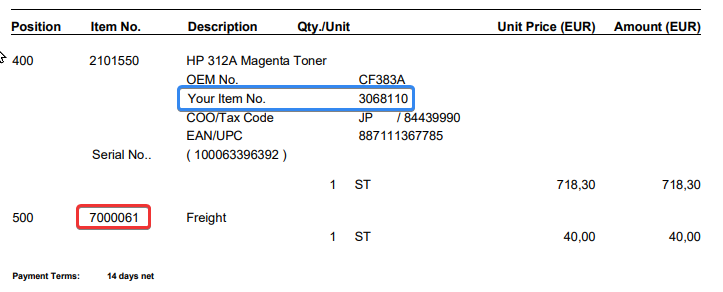 Position Item No. Description Qty./Unit Unit Price (EUR) Amount (EUR)
400 2101550 HP 312A Magenta Toner
OEM No. CF383A
Your Item No. 3068110
COO/Tax Code JP / 84439990
EAN/UPC 887111367785
Serial No.. ( 100063396392 )
1 ST 718,30 718,30
500 7000061 Freight
1 ST 40,00 40,00
Payment Terms: 14 days net